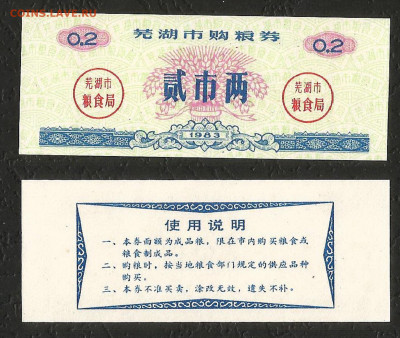 COINS.LAVE.RU
芜湖市购粮券
0.2
0.2
贰市两
芜湖市
粮食局
芜湖市
粮食局
1983
使用说明
一、本券面额为成品粮，限在市内购买粮食或
粮食制成品。
二、购粮时，按当地粮食部门规定的供应品种
购买。
三、本券不准买卖，涂改无效，遗失不补。